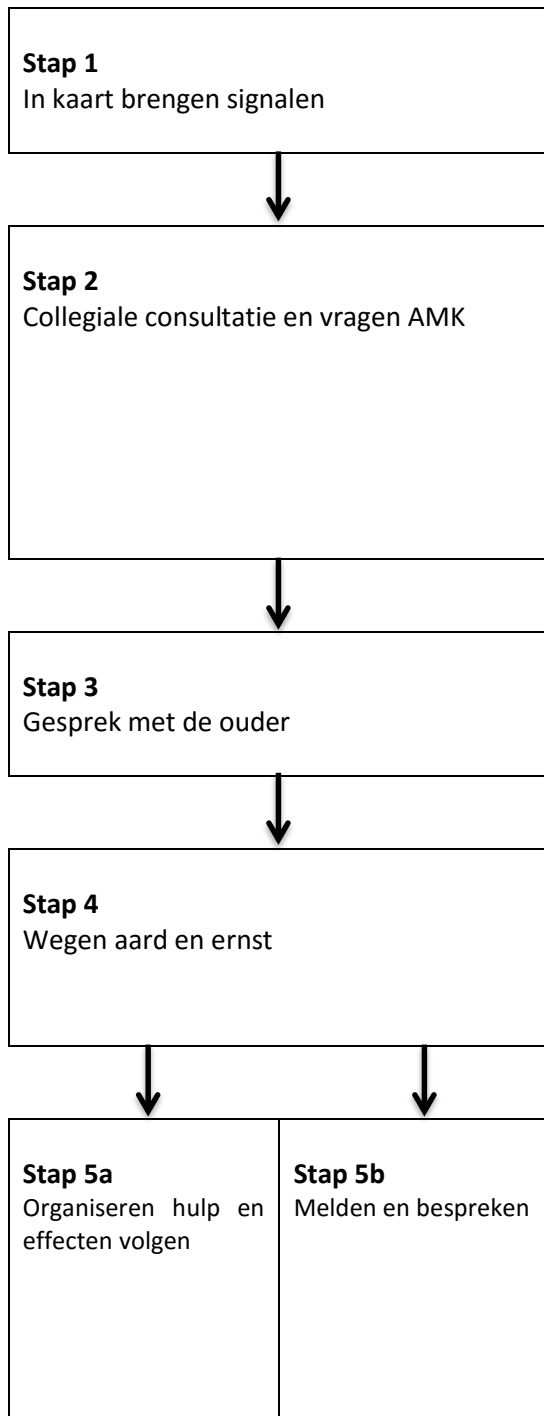 Stap 1
In kaart brengen signalen
Stap 2
Collegiale consultatie en vragen AMK
Stap 3
Gesprek met de ouder
Stap 4
Wegen aard en ernst
Stap 5a
Organiseren hulp en
effecten volgen
Stap 5b
Melden en bespreken